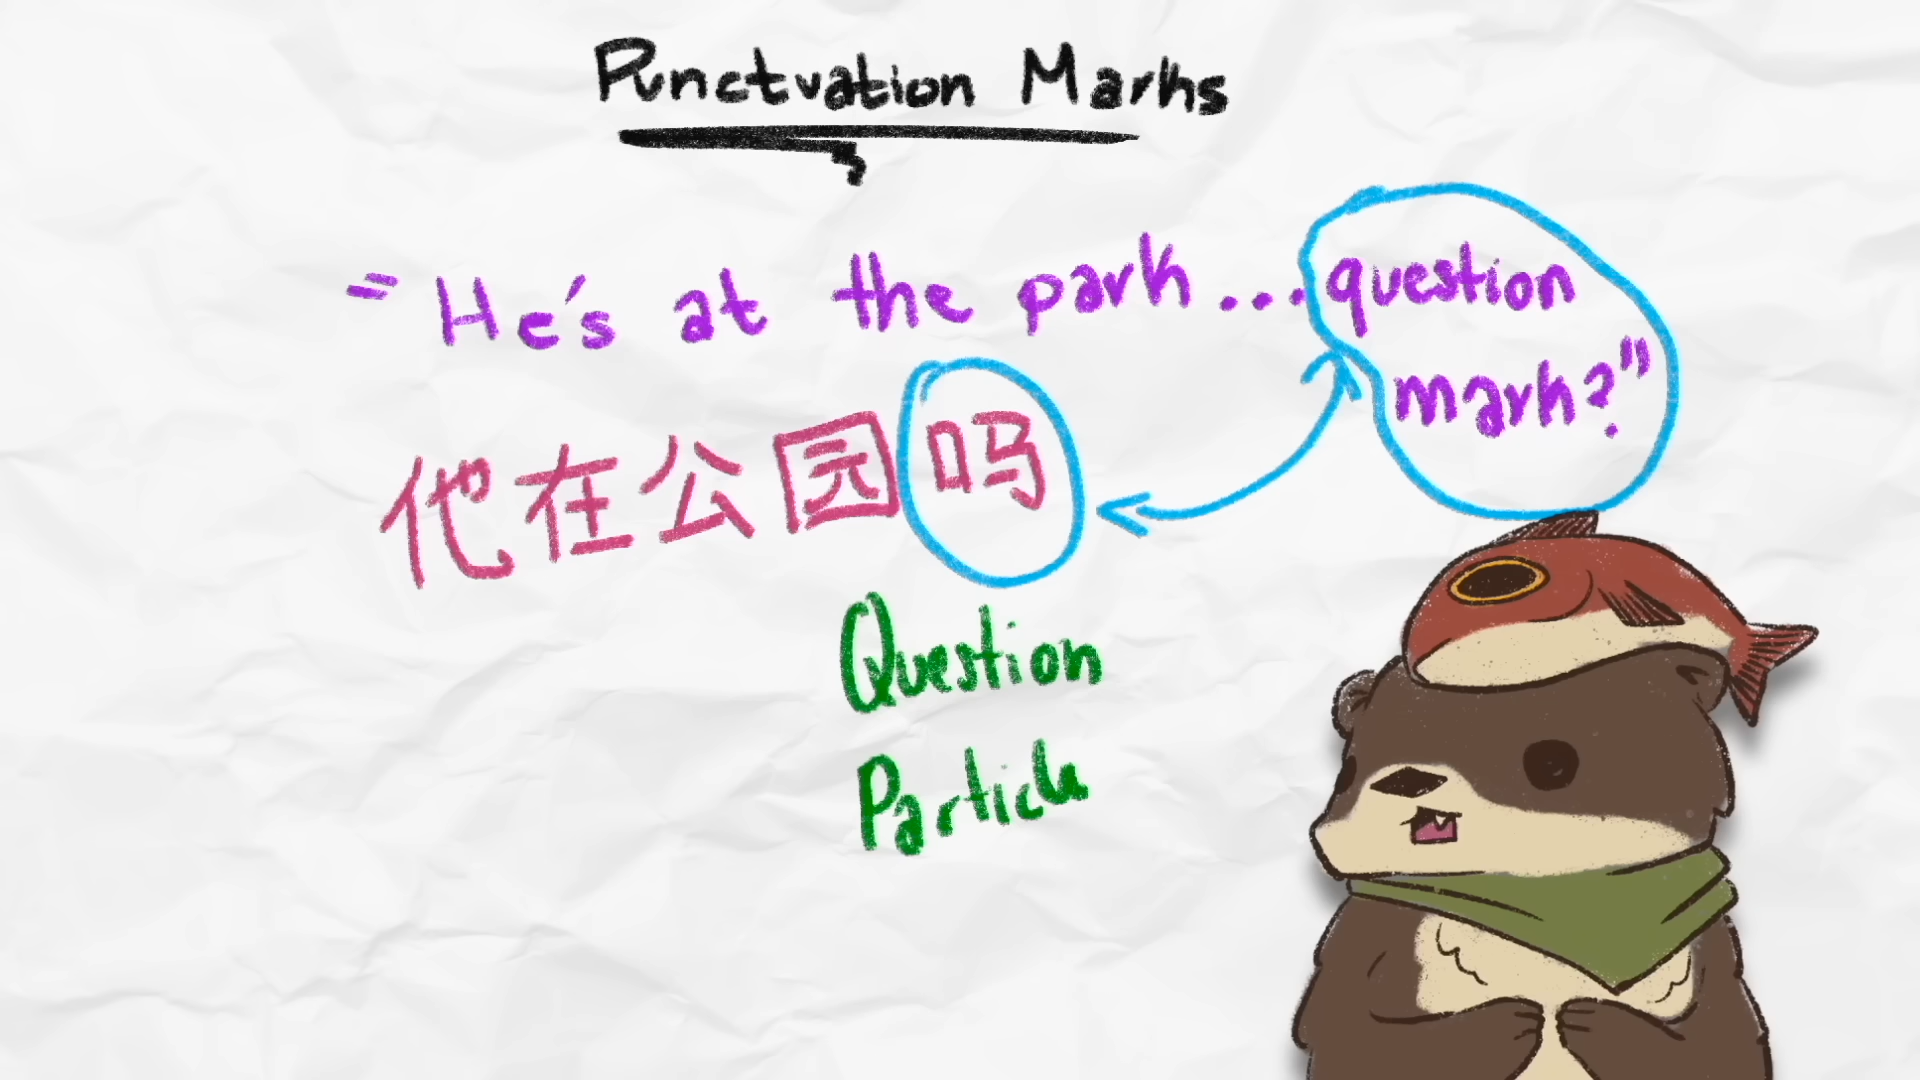 Punctuation Marks
"He's at the park...question
mark?"
他在公园吗
Question
Particle